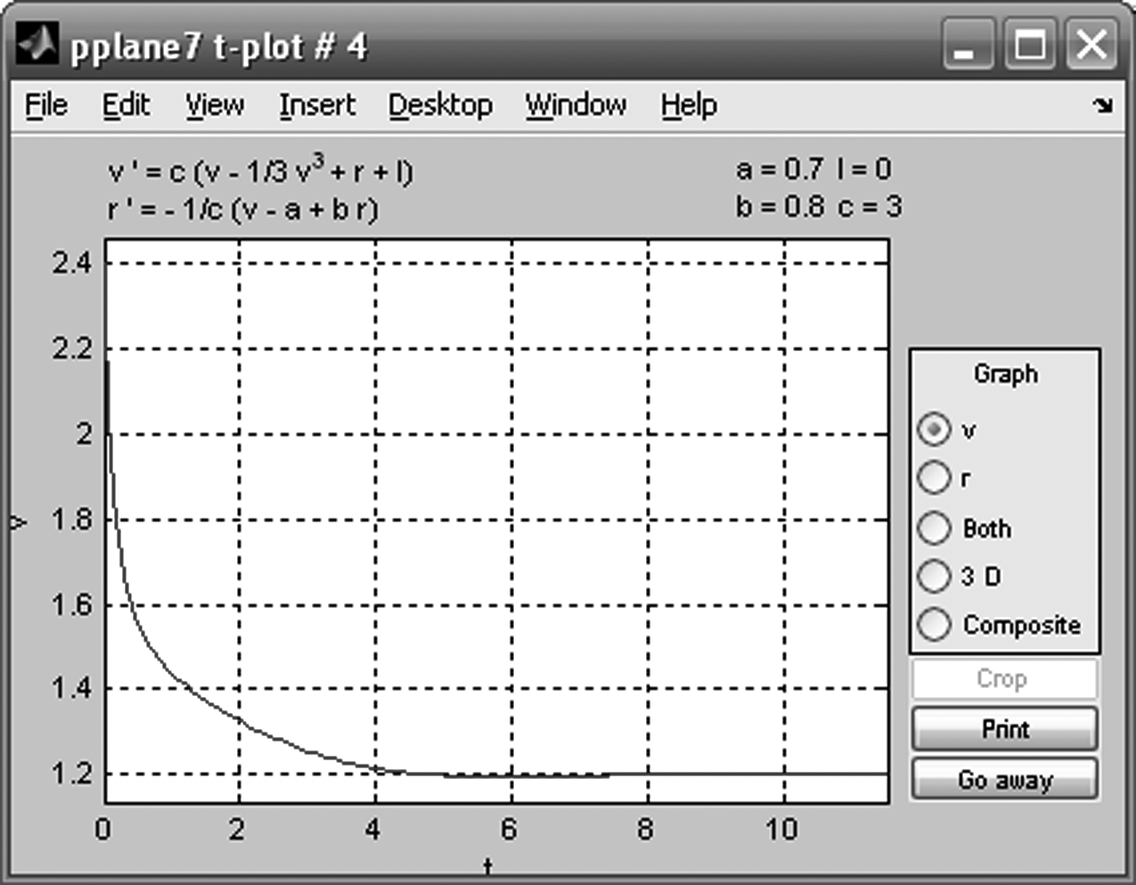 pplane7 t-plot # 4
File Edit View Insert Desktop Window Help
v ' = c (v - 1/3 v³ + r + I)
r ' = - 1/c (v - a + b r)
a = 0.7 I = 0
b = 0.8 c = 3
2.4
2.2
2
1.8
1.6
1.4
1.2
v
0 2 4 6 8 10
t
Graph
v
r
Both
3 D
Composite
Crop
Print
Go away